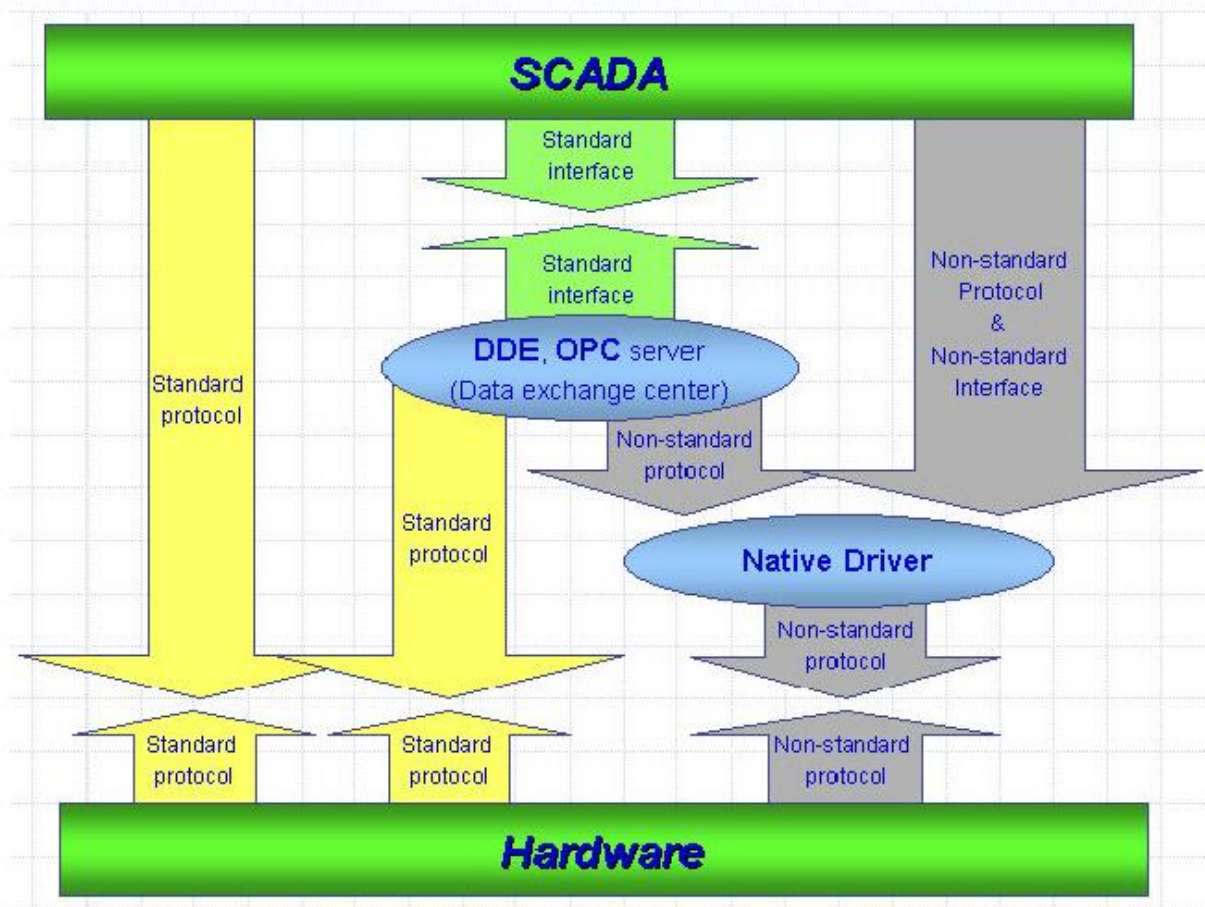 SCADA
Standard
interface
Standard
interface
Non-standard
Protocol
&
Non-standard
Interface
DDE, OPC server
(Data exchange center)
Standard
protocol
Non-standard
protocol
Standard
protocol
Native Driver
Non-standard
protocol
Standard
protocol
Standard
protocol
Non-standard
protocol
Hardware